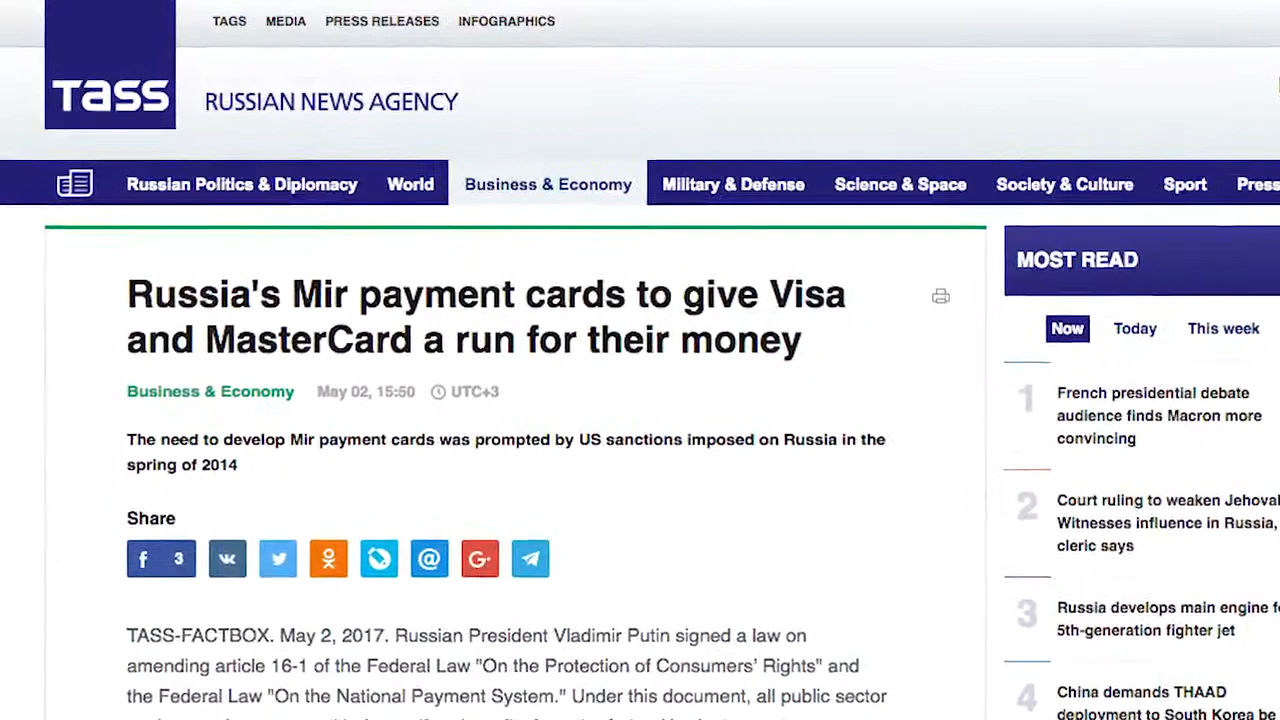 TAGS MEDIA PRESS RELEASES INFOGRAPHICS
TASS
RUSSIAN NEWS AGENCY
Russian Politics & Diplomacy World Business & Economy Military & Defense Science & Space Society & Culture Sport Press
Russia's Mir payment cards to give Visa
and MasterCard a run for their money
Business & Economy May 02, 15:50 UTC+3
The need to develop Mir payment cards was prompted by US sanctions imposed on Russia in the
spring of 2014
Share
f 3
G+
TASS-FACTBOX. May 2, 2017. Russian President Vladimir Putin signed a law on
amending article 16-1 of the Federal Law "On the Protection of Consumers' Rights" and
the Federal Law "On the National Payment System." Under this document, all public sector
MOST READ
Now Today This week
1
French presidential debate
audience finds Macron more
convincing
2
Court ruling to weaken Jehoval
Witnesses influence in Russia,
cleric says
3
Russia develops main engine f
5th-generation fighter jet
4
China demands THAAD
deployment to South Korea be